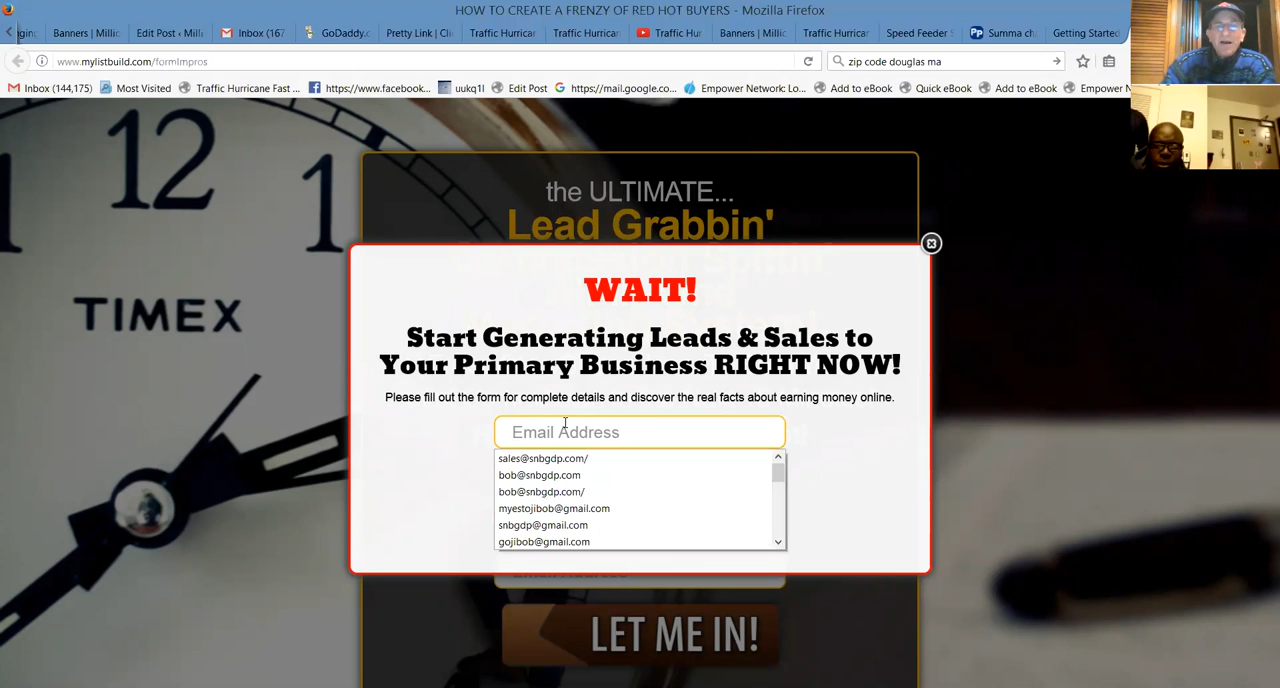 HOW TO CREATE A FRENZY OF RED HOT BUYERS - Mozilla Firefox
Banners | Millic
Edit Post ‹ Mill
Inbox (167
GoDaddy.c
Pretty Link | Cli
Traffic Hurrican
Traffic Hurrican
Traffic Hur
Banners | Millic
Traffic Hurrican
Speed Feeder S
Summa ch
Getting Started
www.mylistbuild.com/formImpros
zip code douglas ma
Inbox (144,175)
Most Visited
Traffic Hurricane Fast ...
https://www.facebook...
uukq1l
Edit Post
https://mail.google.co...
Empower Network: Lo...
Add to eBook
Quick eBook
Add to eBook
Empower N
12
1
1
TIMEX
the ULTIMATE...
Lead Grabbin'
WAIT!
Start Generating Leads & Sales to
Your Primary Business RIGHT NOW!
Please fill out the form for complete details and discover the real facts about earning money online.
Email Address
sales@snbgdp.com/
bob@snbgdp.com
bob@snbgdp.com/
myestojibob@gmail.com
snbgdp@gmail.com
gojibob@gmail.com
LET ME IN!